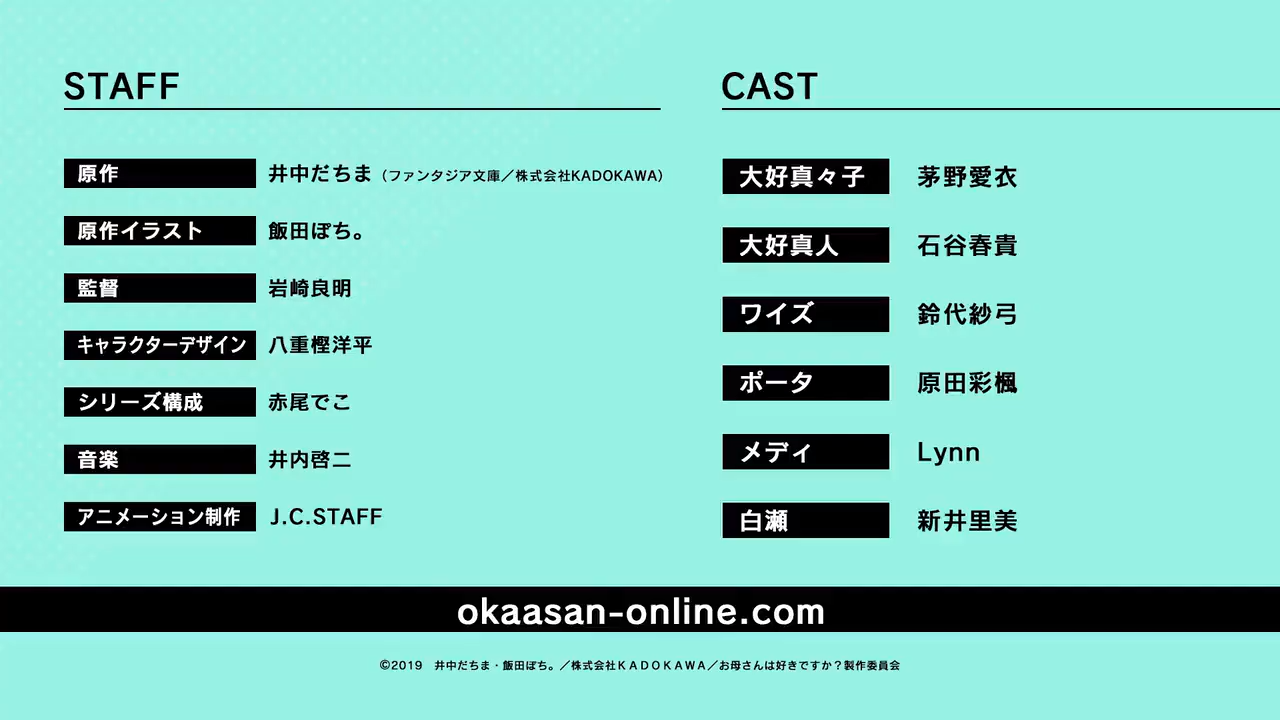 STAFF
原作 井中だちま（ファンタジア文庫／株式会社KADOKAWA）
原作イラスト 飯田ぽち。
監督 岩崎良明
キャラクターデザイン 八重樫洋平
シリーズ構成 赤尾でこ
音楽 井内啓二
アニメーション制作 J.C.STAFF
CAST
大好真々子 茅野愛衣
大好真人 石谷春貴
ワイズ 鈴代紗弓
ポータ 原田彩楓
メディ Lynn
白瀬 新井里美
okaasan-online.com
©2019 井中だちま・飯田ぽち。／株式会社ＫＡＤＯＫＡＷＡ／お母さんは好きですか？製作委員会